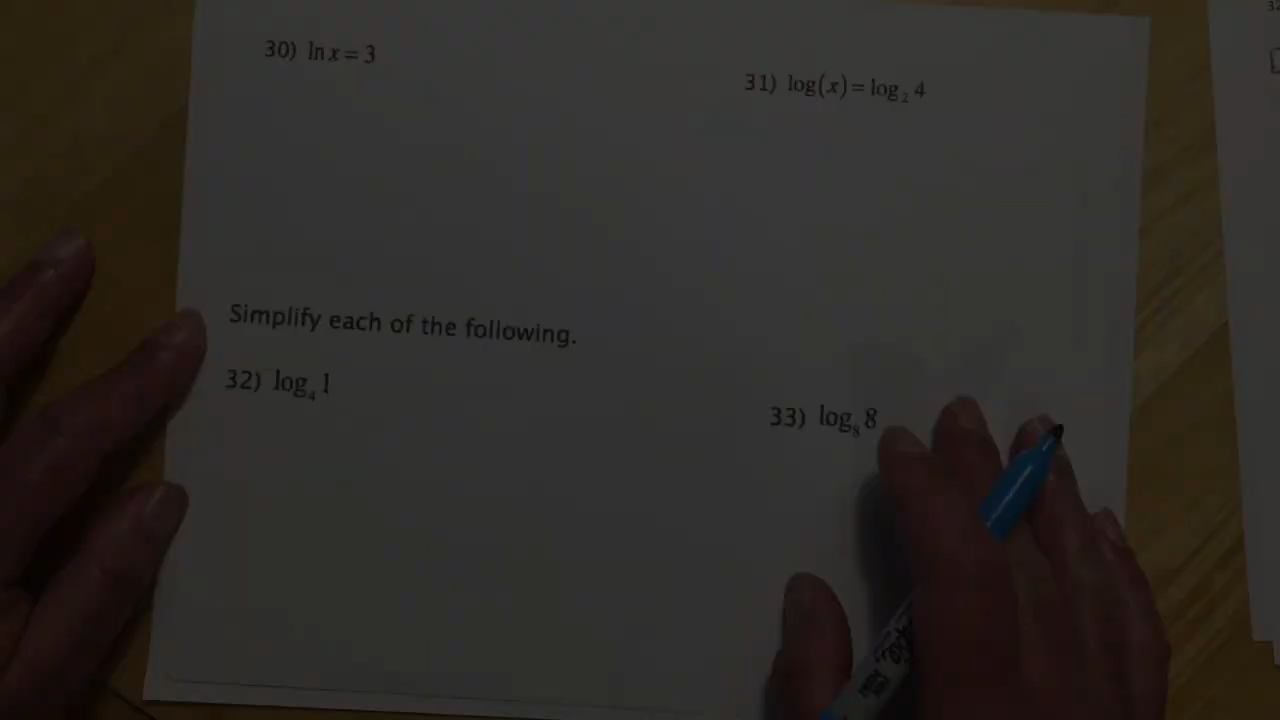 30) ln x = 3
31) log(x) = log₂ 4
Simplify each of the following.
32) log₄ 1
33) log₈ 8